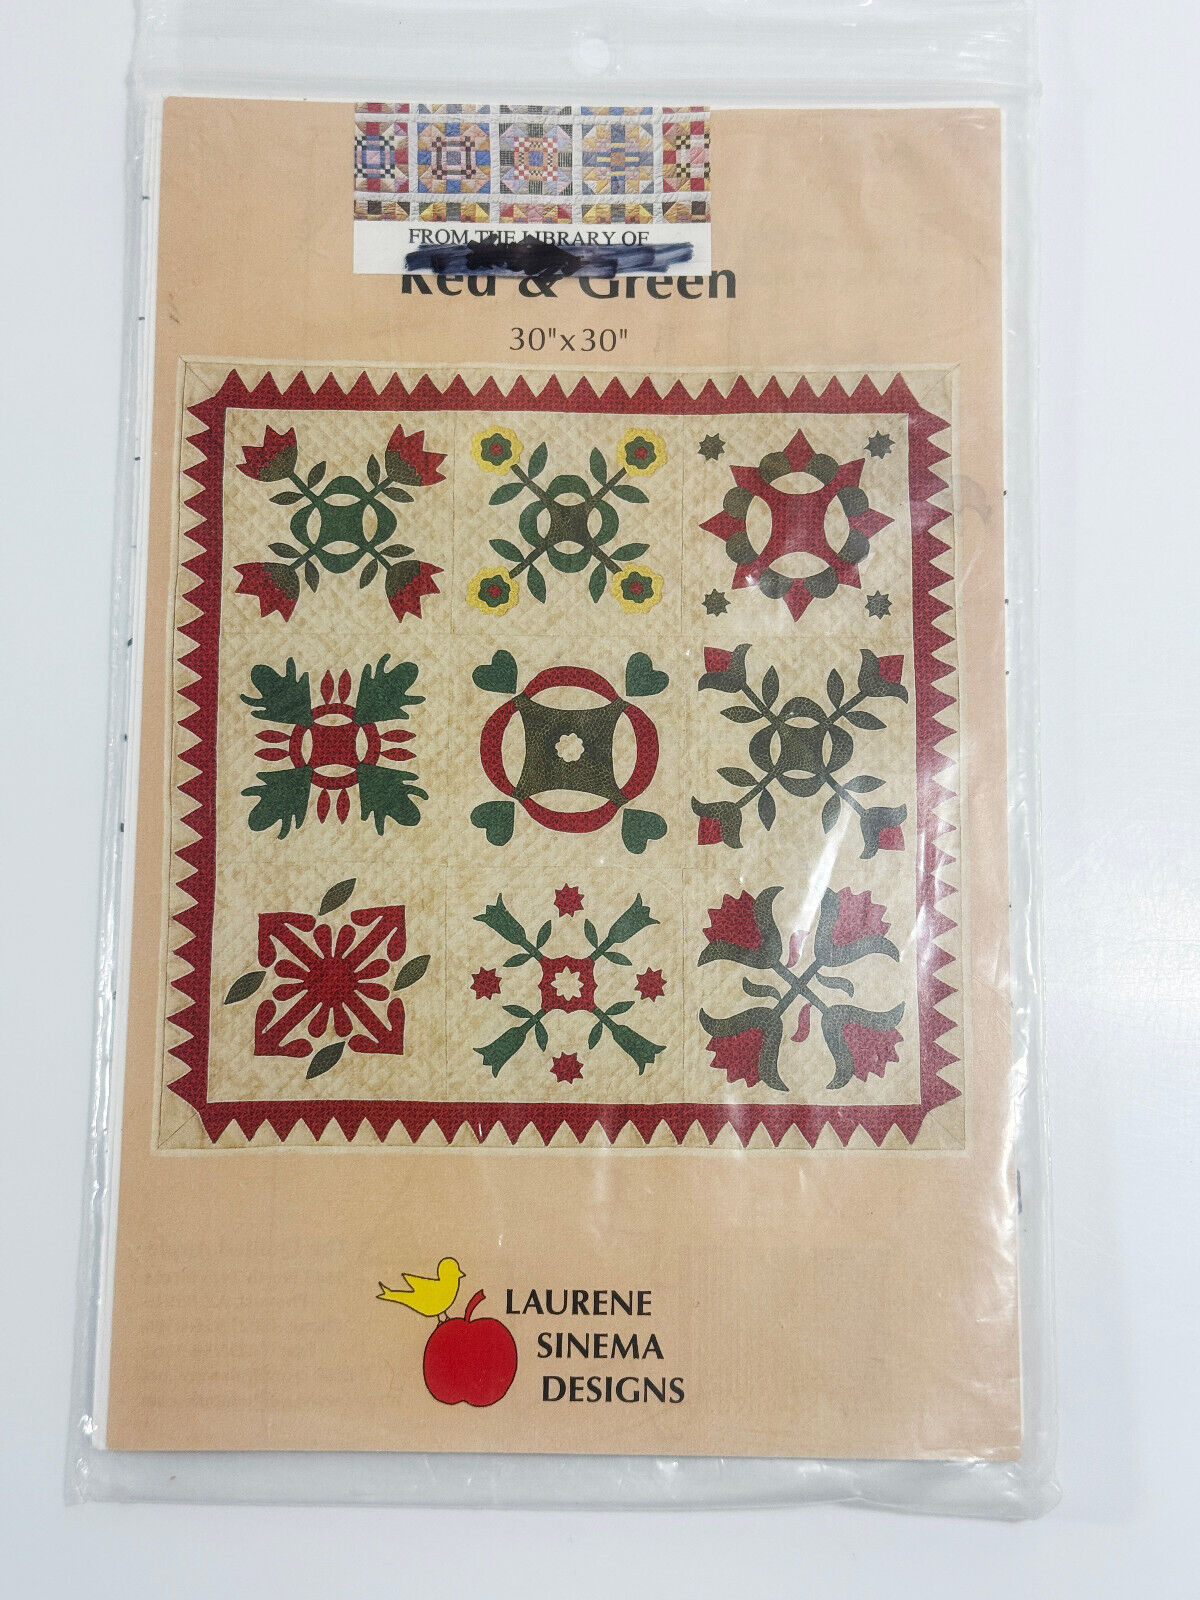 FROM THE LIBRARY OF
Red & Green
30"x30"
LAURENE
SINEMA
DESIGNS